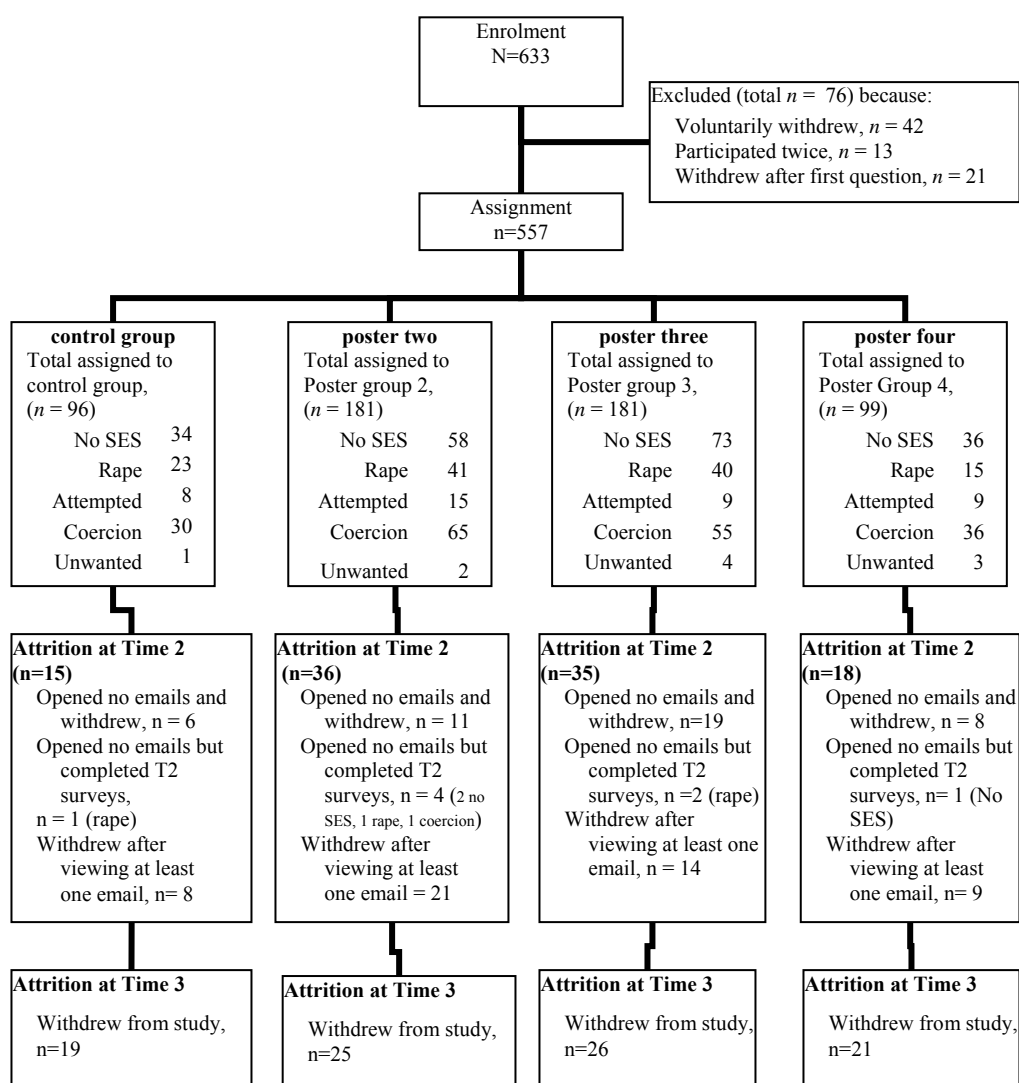 Enrolment
N=633
Excluded (total n = 76) because:
Voluntarily withdrew, n = 42
Participated twice, n = 13
Withdrew after first question, n = 21
Assignment
n=557
control group
Total assigned to
control group,
(n = 96)
No SES 34
Rape 23
Attempted 8
Coercion 30
Unwanted 1
poster two
Total assigned to
Poster group 2,
(n = 181)
No SES 58
Rape 41
Attempted 15
Coercion 65
Unwanted 2
poster three
Total assigned to
Poster group 3,
(n = 181)
No SES 73
Rape 40
Attempted 9
Coercion 55
Unwanted 4
poster four
Total assigned to
Poster Group 4,
(n = 99)
No SES 36
Rape 15
Attempted 9
Coercion 36
Unwanted 3
Attrition at Time 2
(n=15)
Opened no emails and
withdrew, n = 6
Opened no emails but
completed T2
surveys,
n = 1 (rape)
Withdrew after
viewing at least
one email, n= 8
Attrition at Time 2
(n=36)
Opened no emails and
withdrew, n = 11
Opened no emails but
completed T2
surveys, n = 4 (2 no
SES, 1 rape, 1 coercion)
Withdrew after
viewing at least
one email = 21
Attrition at Time 2
(n=35)
Opened no emails and
withdrew, n=19
Opened no emails but
completed T2
surveys, n =2 (rape)
Withdrew after
viewing at least one
email, n = 14
Attrition at Time 2
(n=18)
Opened no emails and
withdrew, n = 8
Opened no emails but
completed T2
surveys, n= 1 (No
SES)
Withdrew after
viewing at least
one email, n= 9
Attrition at Time 3
Withdrew from study,
n=19
Attrition at Time 3
Withdrew from study,
n=25
Attrition at Time 3
Withdrew from study,
n=26
Attrition at Time 3
Withdrew from study,
n=21